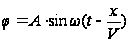 φ = A · sin ω(t - x/V)